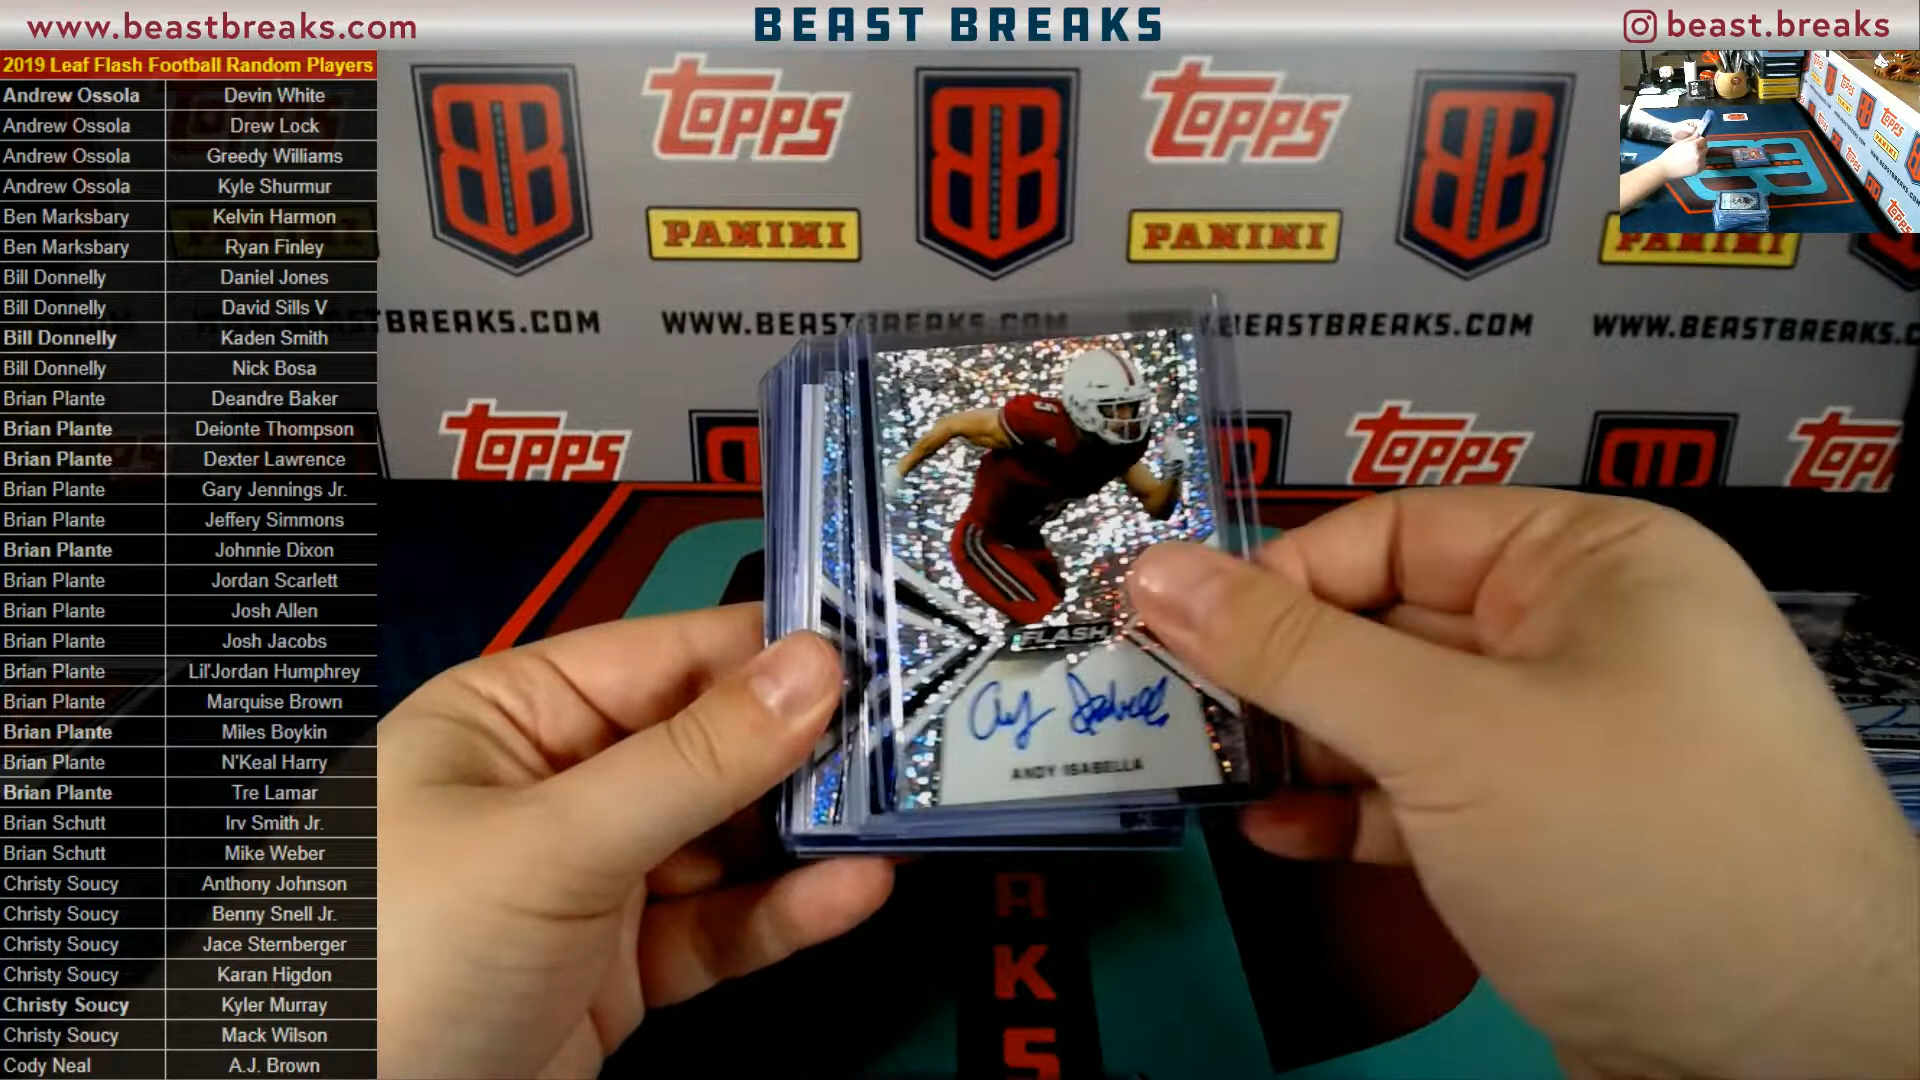 www.beastbreaks.com
BEAST BREAKS
beast.breaks
2019 Leaf Flash Football Random Players
Andrew Ossola Devin White
Andrew Ossola Drew Lock
Andrew Ossola Greedy Williams
Andrew Ossola Kyle Shurmur
Ben Marksbary Kelvin Harmon
Ben Marksbary Ryan Finley
Bill Donnelly Daniel Jones
Bill Donnelly David Sills V
Bill Donnelly Kaden Smith
Bill Donnelly Nick Bosa
Brian Plante Deandre Baker
Brian Plante Deionte Thompson
Brian Plante Dexter Lawrence
Brian Plante Gary Jennings Jr.
Brian Plante Jeffery Simmons
Brian Plante Johnnie Dixon
Brian Plante Jordan Scarlett
Brian Plante Josh Allen
Brian Plante Josh Jacobs
Brian Plante Lil'Jordan Humphrey
Brian Plante Marquise Brown
Brian Plante Miles Boykin
Brian Plante N'Keal Harry
Brian Plante Tre Lamar
Brian Schutt Irv Smith Jr.
Brian Schutt Mike Weber
Christy Soucy Anthony Johnson
Christy Soucy Benny Snell Jr.
Christy Soucy Jace Sternberger
Christy Soucy Karan Higdon
Christy Soucy Kyler Murray
Christy Soucy Mack Wilson
Cody Neal A.J. Brown
TOPPS TOPPS
PANINI PANINI PANINI
BREAKS.COM WWW.BEASTBREAKS.COM BEASTBREAKS.COM WWW.BEASTBREAKS.C
TOPPS TOPPS TOPPS
5
FLASH
Andy Isabella
ANDY ISABELLA
AKS